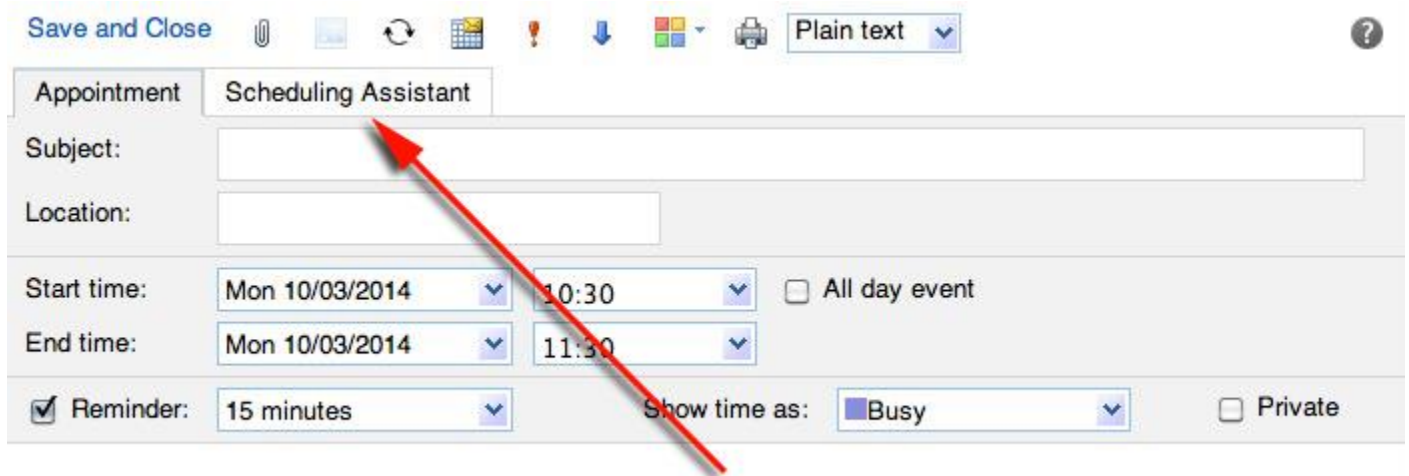 Save and Close Plain text ?
Appointment Scheduling Assistant
Subject:
Location:
Start time: Mon 10/03/2014 10:30 All day event
End time: Mon 10/03/2014 11:30
Reminder: 15 minutes Show time as: Busy Private